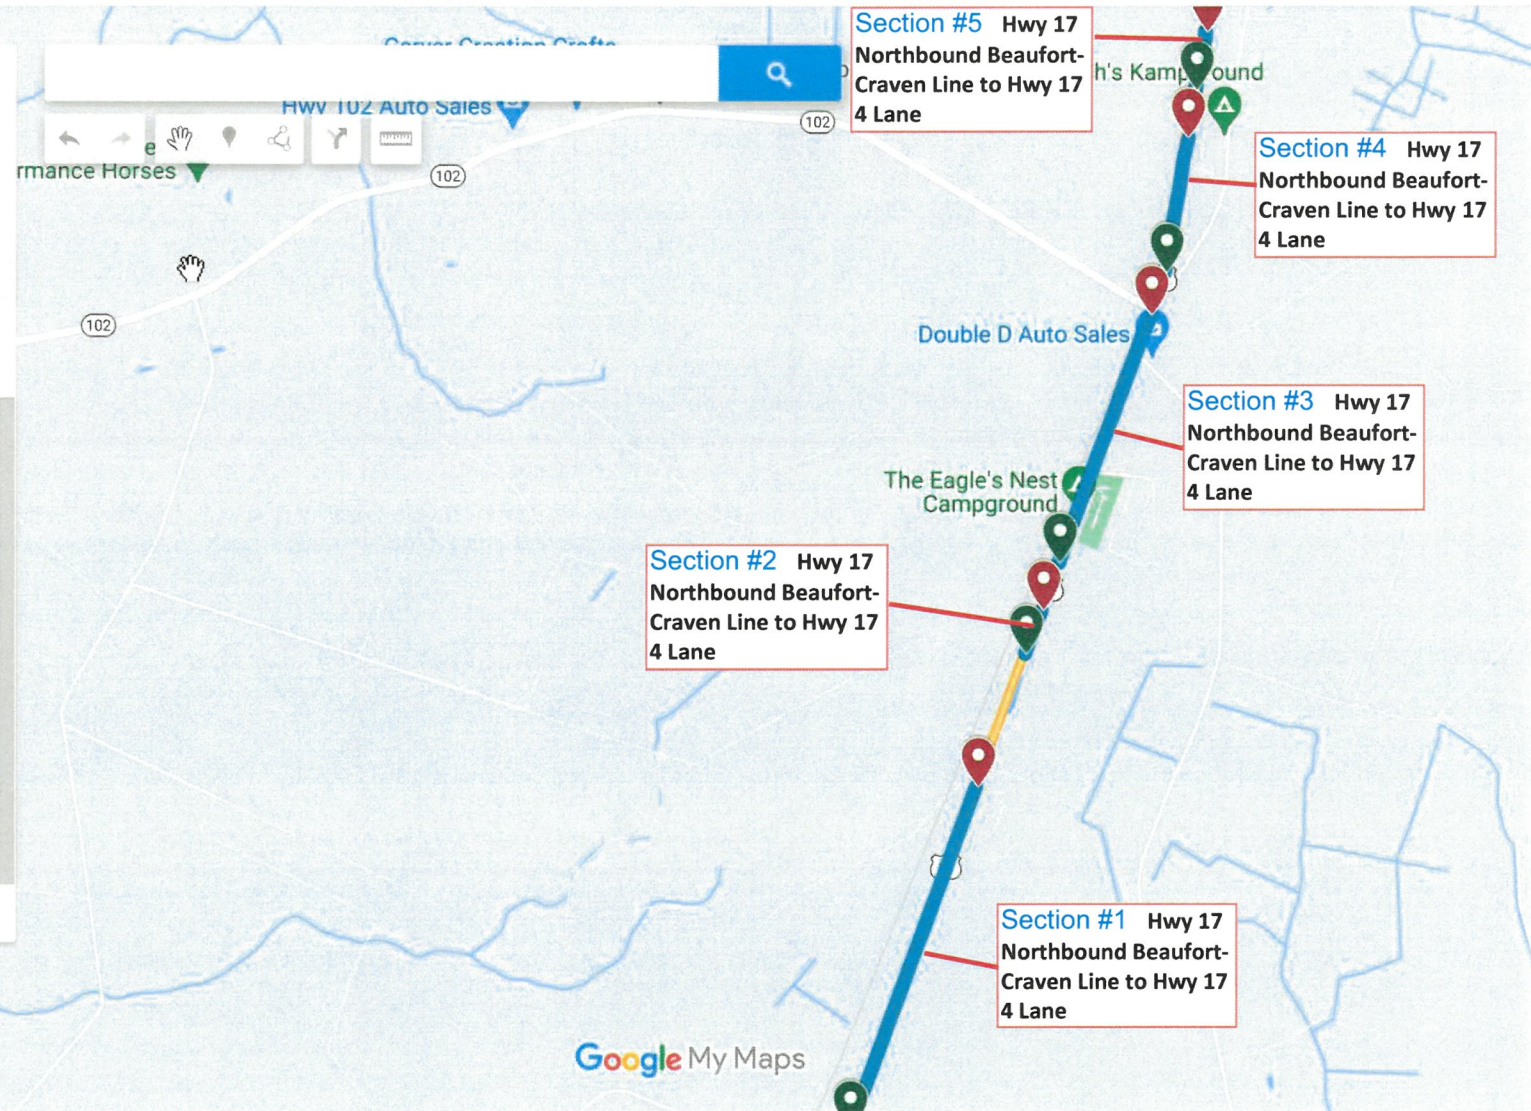 Section #5 Hwy 17
Northbound Beaufort-
Craven Line to Hwy 17
4 Lane
Carver Creation Crafts
h's Kampground
Hwy 102 Auto Sales
102
Section #4 Hwy 17
Northbound Beaufort-
Craven Line to Hwy 17
4 Lane
rmance Horses
102
102
Double D Auto Sales
Section #3 Hwy 17
Northbound Beaufort-
Craven Line to Hwy 17
4 Lane
The Eagle's Nest
Campground
Section #2 Hwy 17
Northbound Beaufort-
Craven Line to Hwy 17
4 Lane
Section #1 Hwy 17
Northbound Beaufort-
Craven Line to Hwy 17
4 Lane
Google My Maps